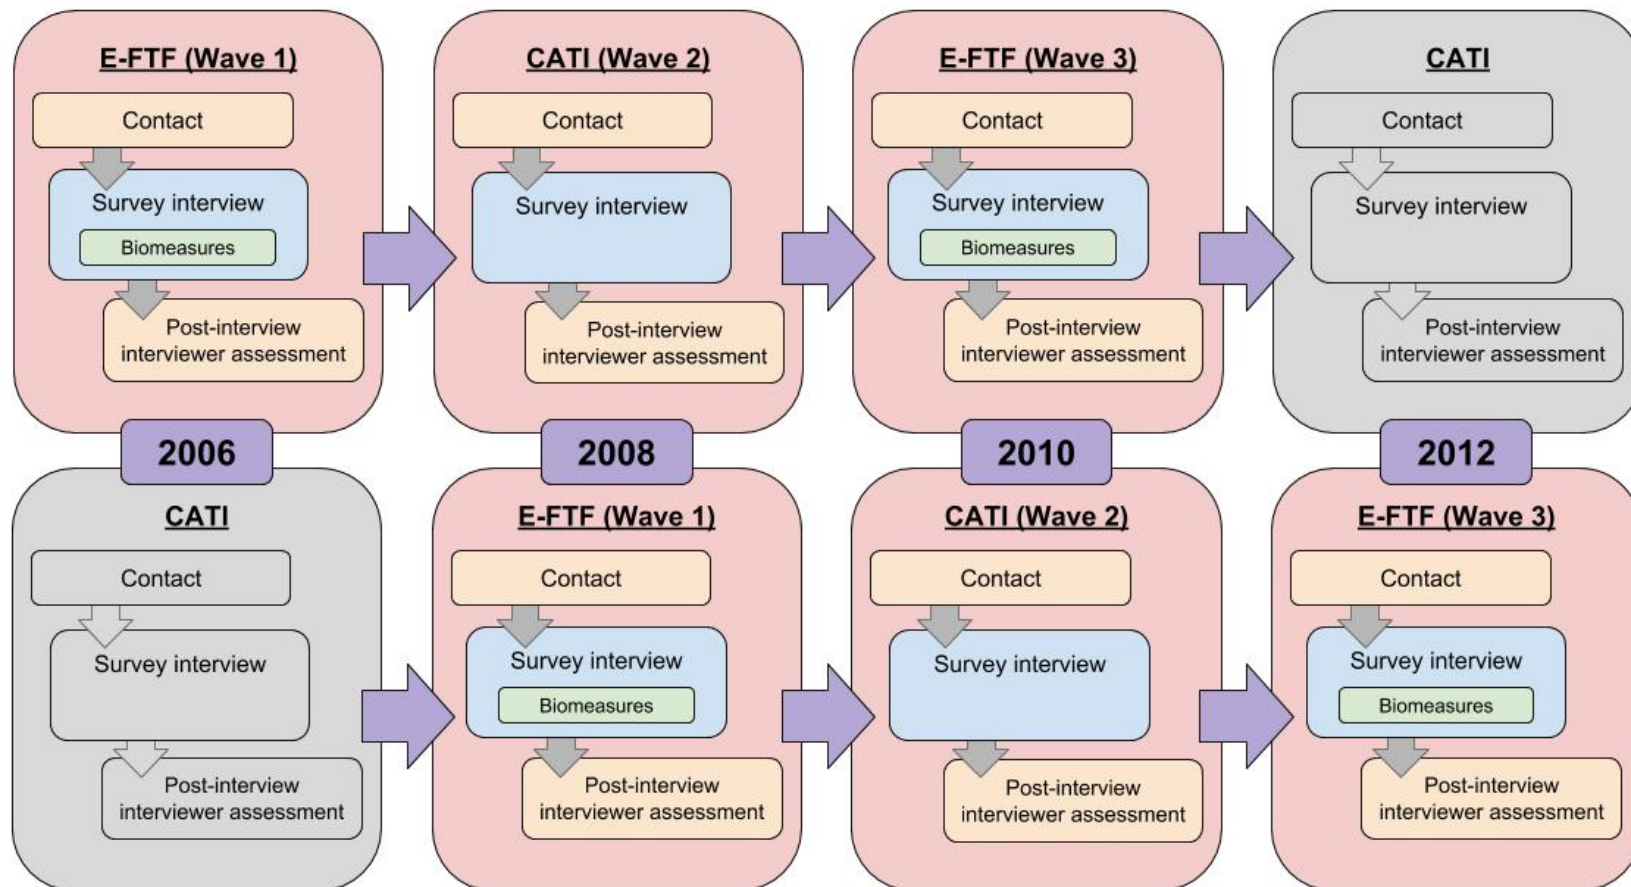 E-FTF (Wave 1)
Contact
Survey interview
Biomeasures
Post-interview
interviewer assessment
CATI (Wave 2)
Contact
Survey interview
Post-interview
interviewer assessment
E-FTF (Wave 3)
Contact
Survey interview
Biomeasures
Post-interview
interviewer assessment
CATI
Contact
Survey interview
Post-interview
interviewer assessment
2006
2008
2010
2012
CATI
Contact
Survey interview
Post-interview
interviewer assessment
E-FTF (Wave 1)
Contact
Survey interview
Biomeasures
Post-interview
interviewer assessment
CATI (Wave 2)
Contact
Survey interview
Post-interview
interviewer assessment
E-FTF (Wave 3)
Contact
Survey interview
Biomeasures
Post-interview
interviewer assessment